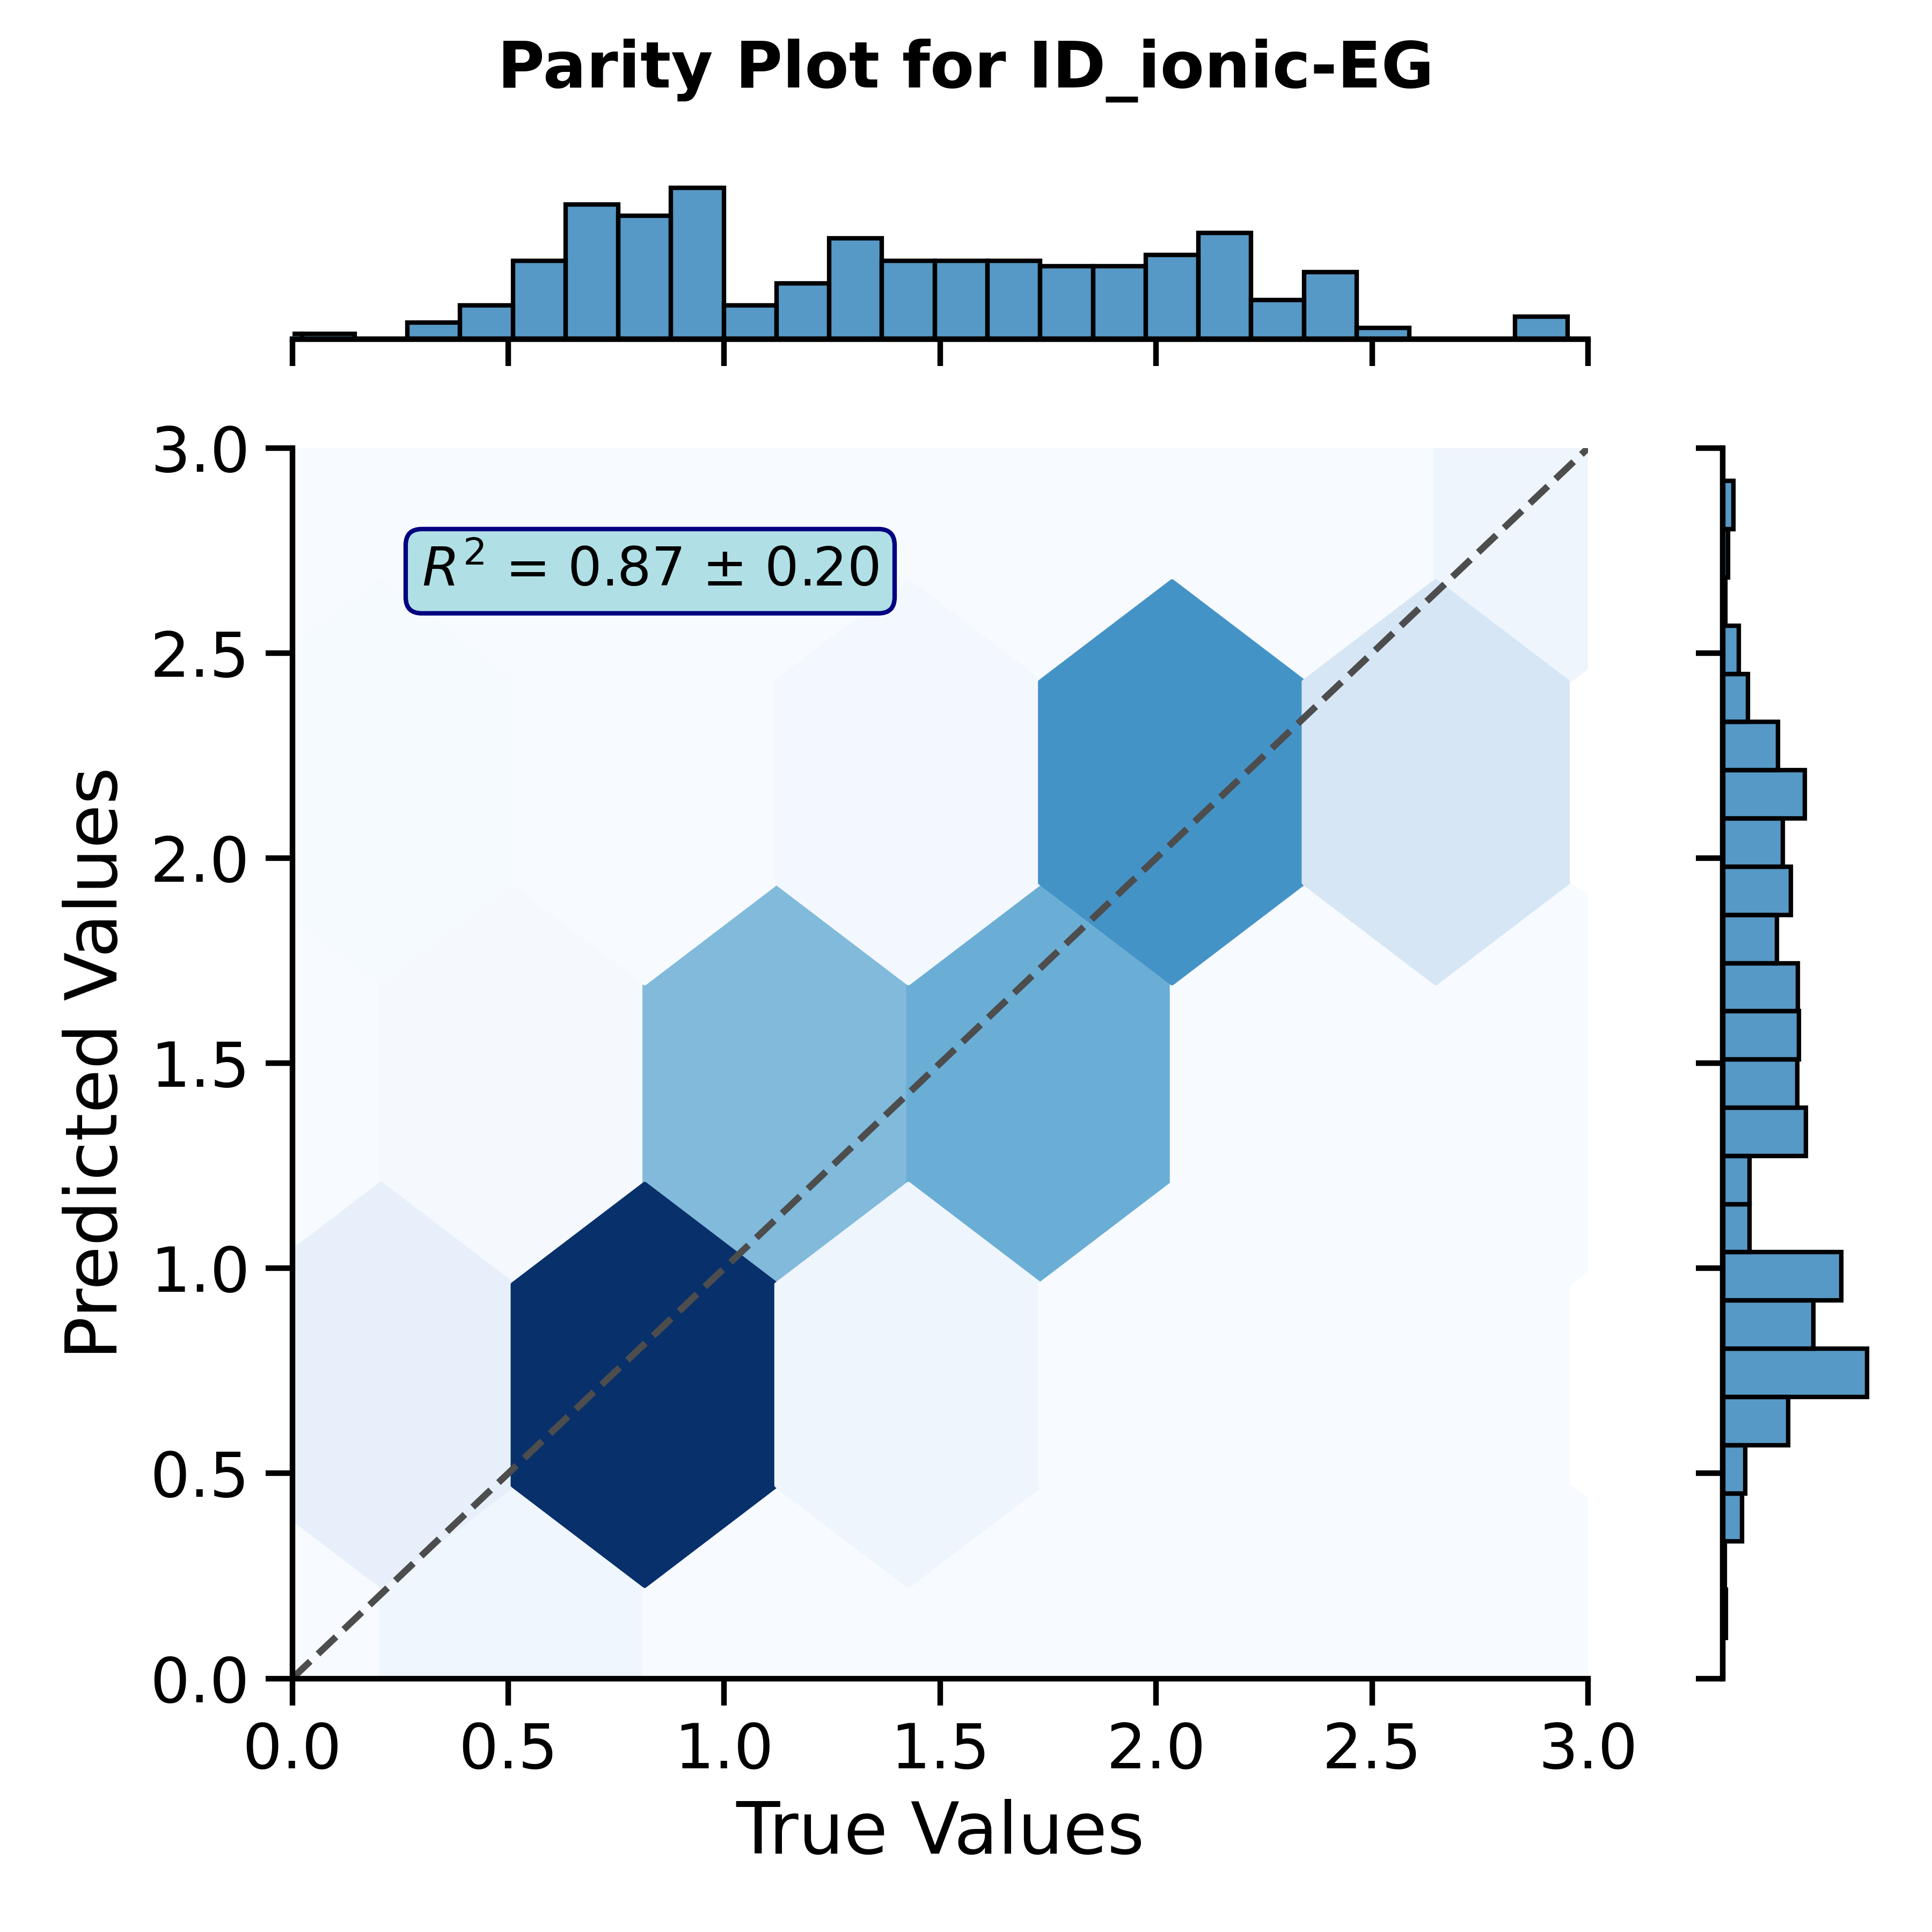 Parity Plot for ID_ionic-EG
3.0
R² = 0.87 ± 0.20
2.5
2.0
1.5
1.0
0.5
0.0
Predicted Values
0.0 0.5 1.0 1.5 2.0 2.5 3.0
True Values